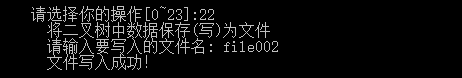 请选择你的操作[0~23]:22
将二叉树中数据保存(写)为文件
请输入要写入的文件名: file002
文件写入成功!